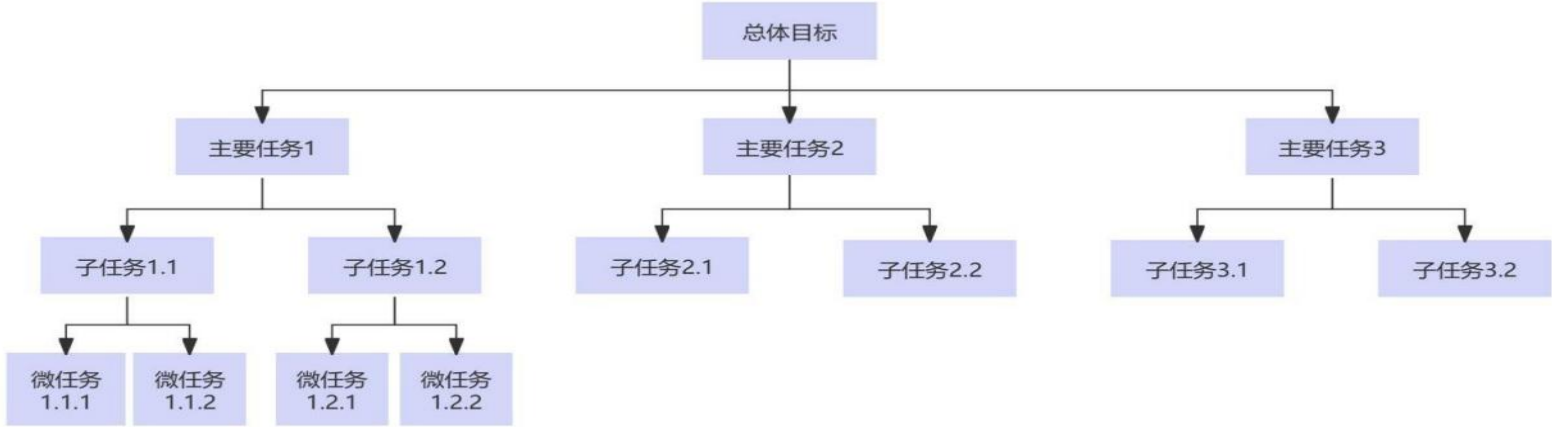 总体目标
主要任务1
主要任务2
主要任务3
子任务1.1
子任务1.2
子任务2.1
子任务2.2
子任务3.1
子任务3.2
微任务
1.1.1
微任务
1.1.2
微任务
1.2.1
微任务
1.2.2